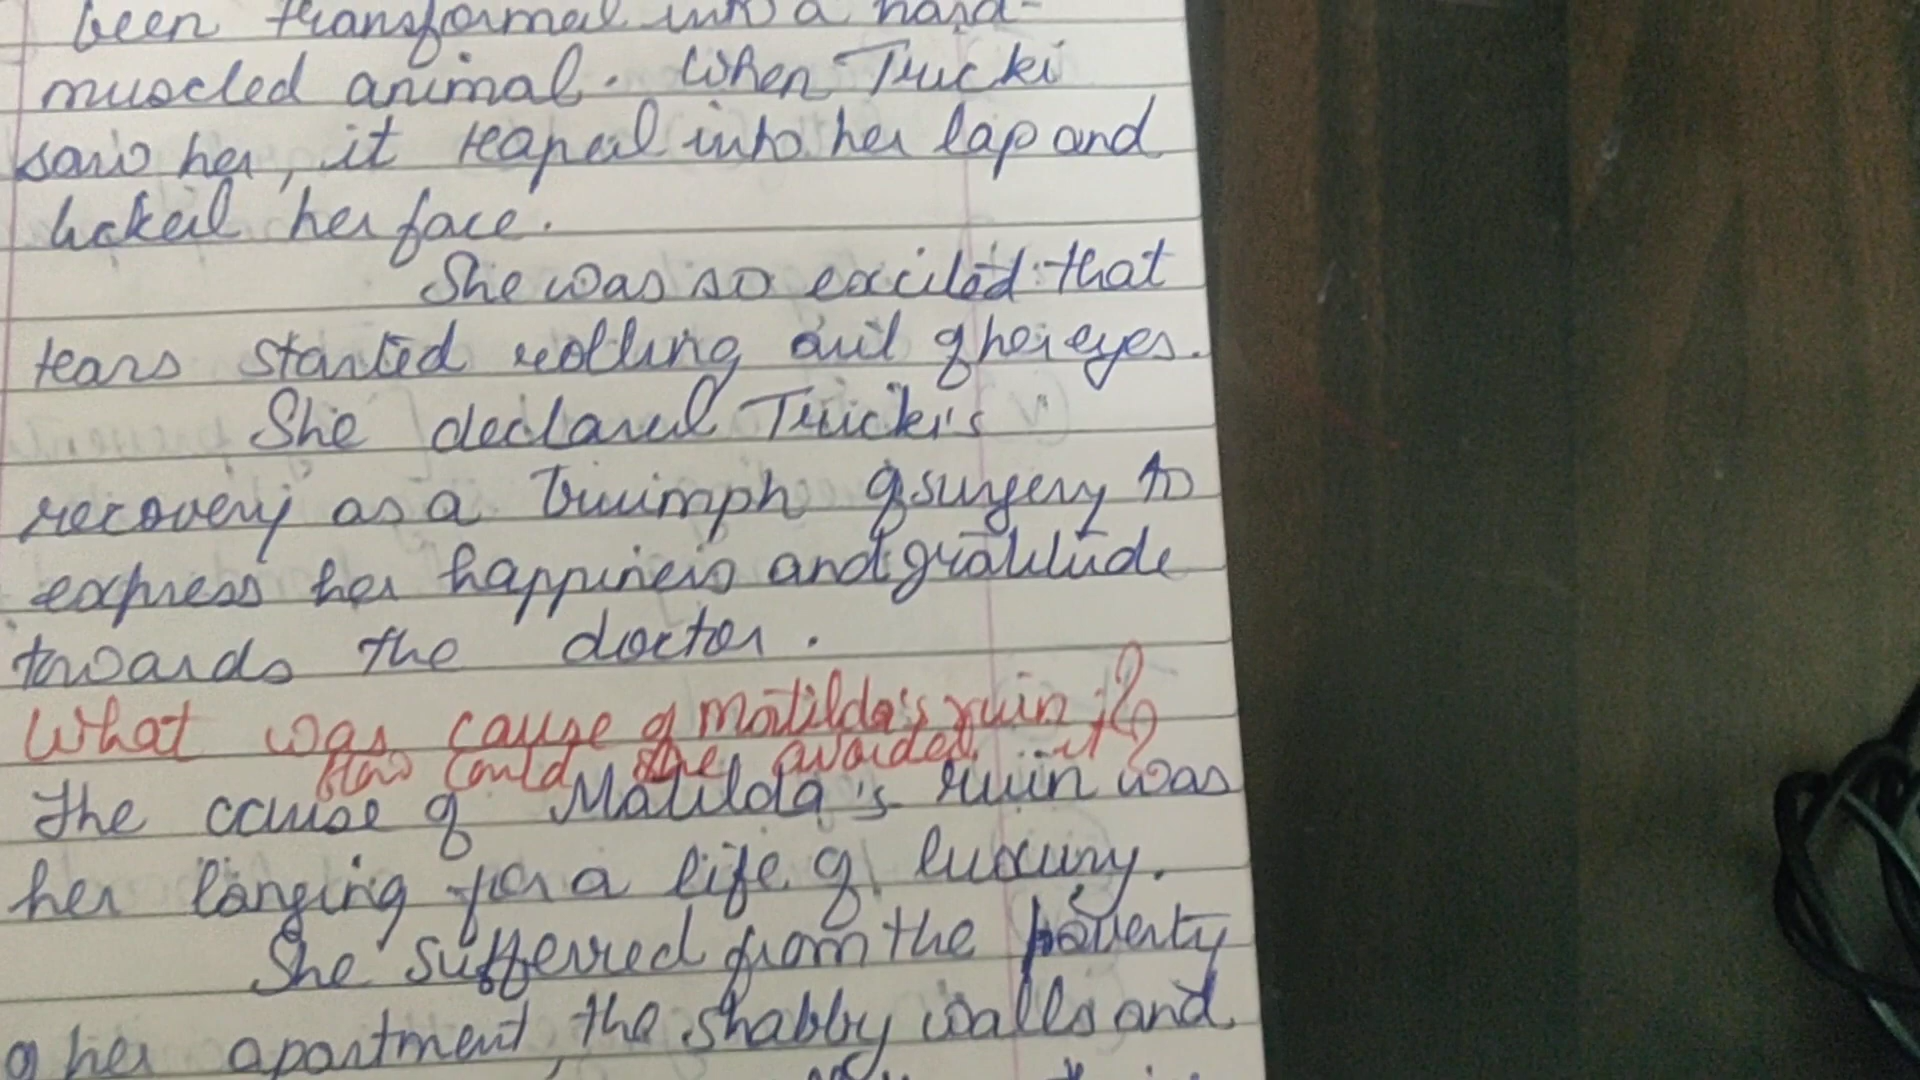 been transformed into a hard-
muscled animal. When Tricki
saw her, it leaped into her lap and
licked her face.
She was so excited that
tears started rolling out of her eyes.
She declared Tricki's
recovery as a triumph of surgery to
express her happiness and gratitude
towards the doctor.
What was cause of Matilda's ruin ?
How could she avoided it?
The cause of Matilda's ruin was
her longing for a life of luxury.
She suffered from the poverty
of her apartment, the shabby walls and